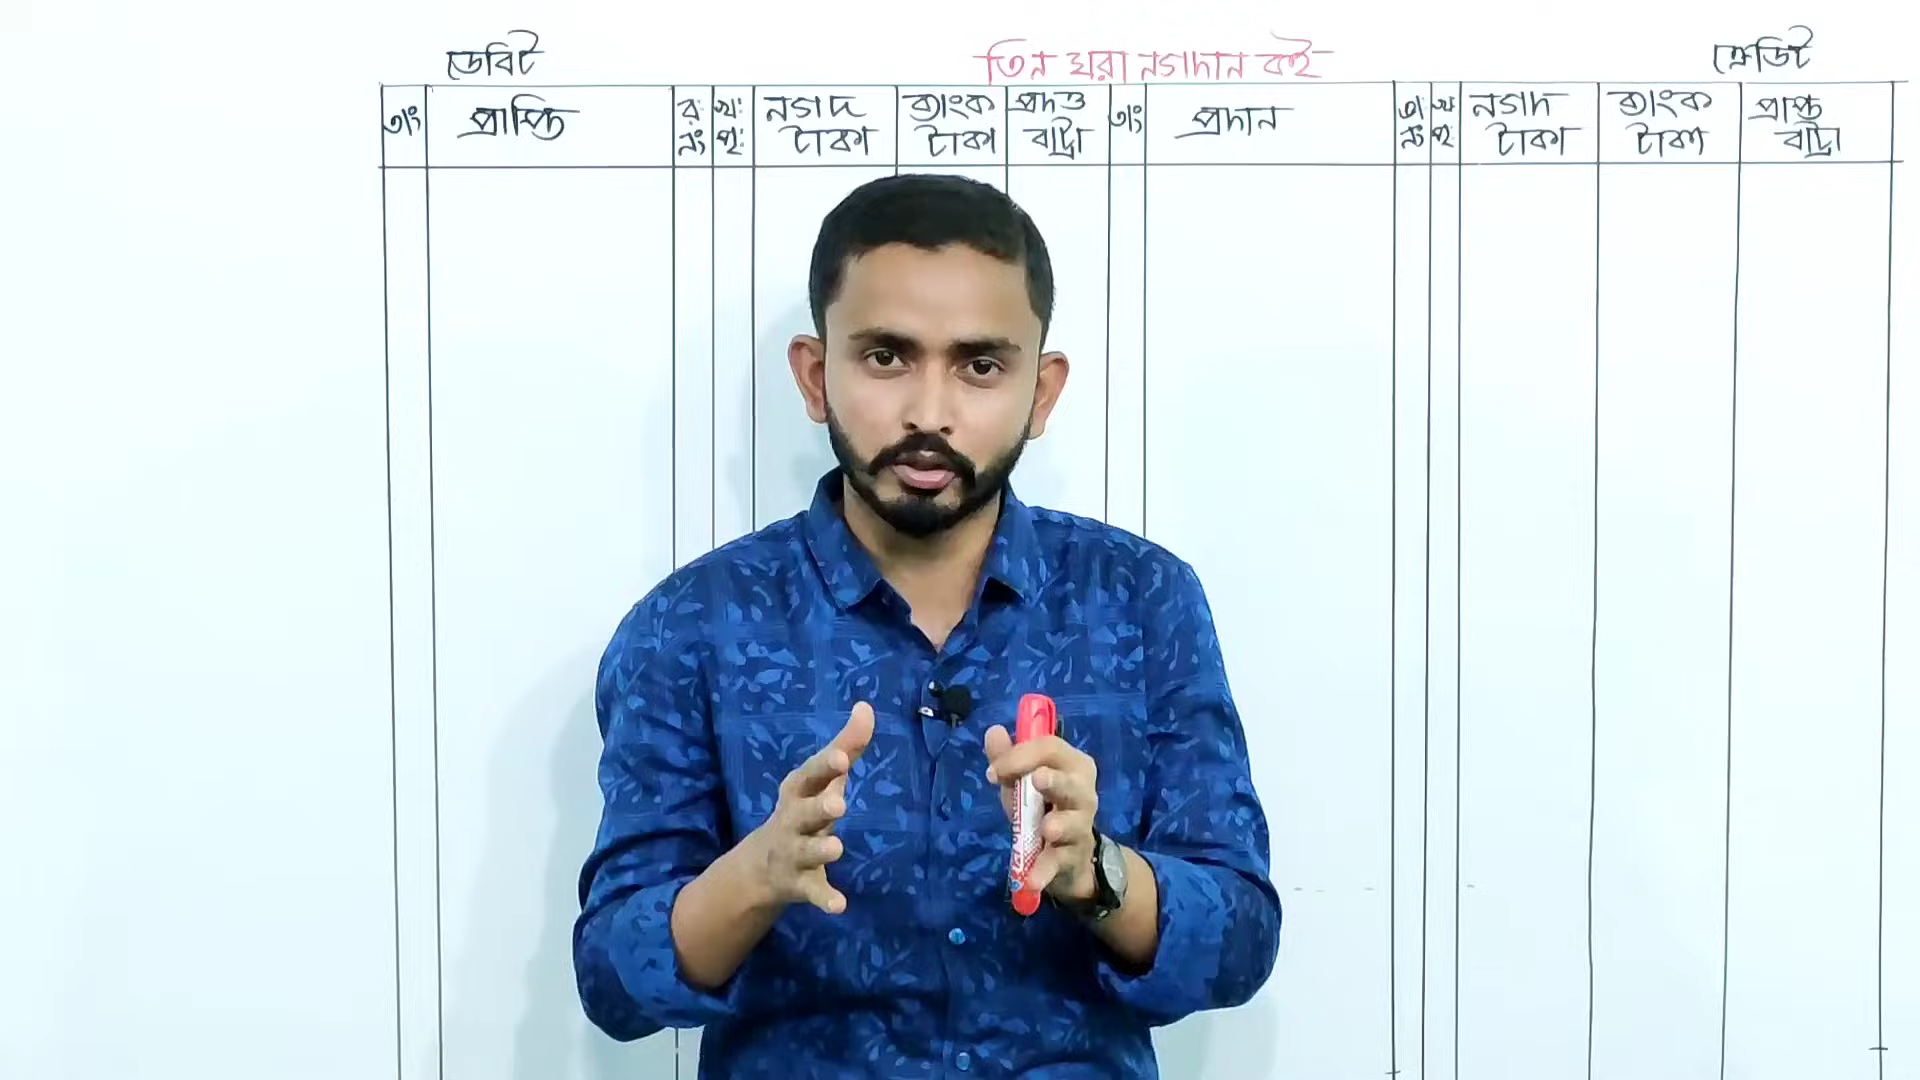 ডেবিট
তিন ঘরা নগদান বই
ক্রেডিট
তাং
প্রাপ্তি
র:
নং
খ:
পৃ:
নগদ
টাকা
ব্যাংক
টাকা
প্রদত্ত
বাট্টা
তাং
প্রদান
ভা
নং
খ:
পৃ:
নগদ
টাকা
ব্যাংক
টাকা
প্রাপ্ত
বাট্টা